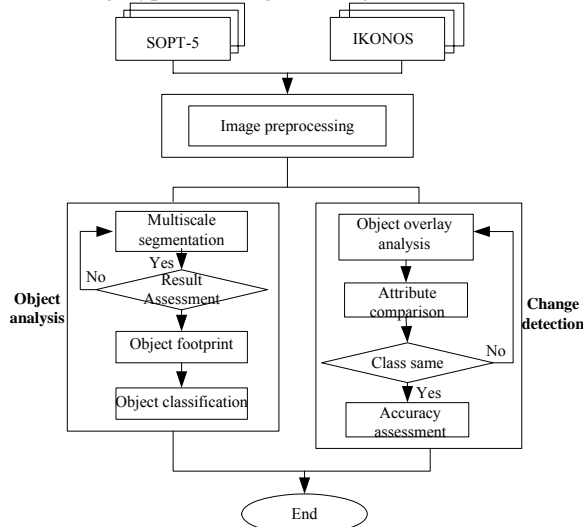 SOPT-5
IKONOS
Image preprocessing
Multiscale
segmentation
No
Yes
Result
Assessment
Object
analysis
Object footprint
Object classification
Object overlay
analysis
Attribute
comparison
Change
detection
Class same
No
Yes
Accuracy
assessment
End